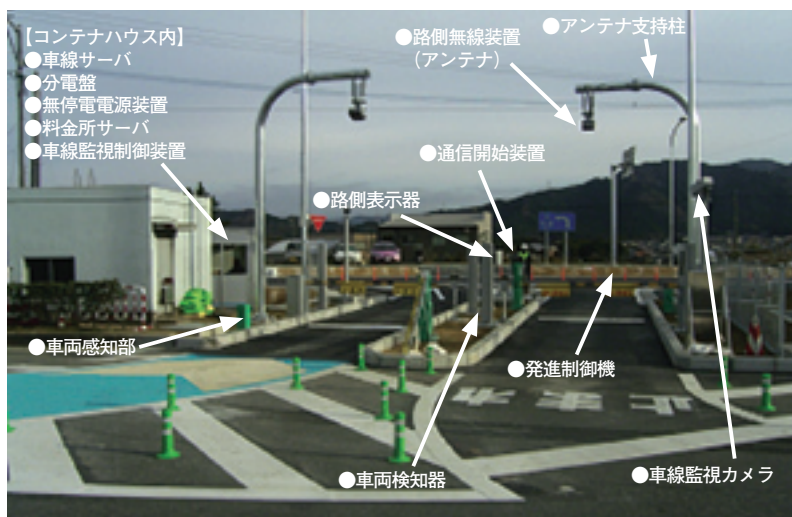 【コンテナハウス内】
●車線サーバ
●分電盤
●無停電電源装置
●料金所サーバ
●車線監視制御装置
●路側無線装置
(アンテナ)
●アンテナ支持柱
●通信開始装置
●路側表示器
●車両感知部
●発進制御機
●車両検知器
●車線監視カメラ